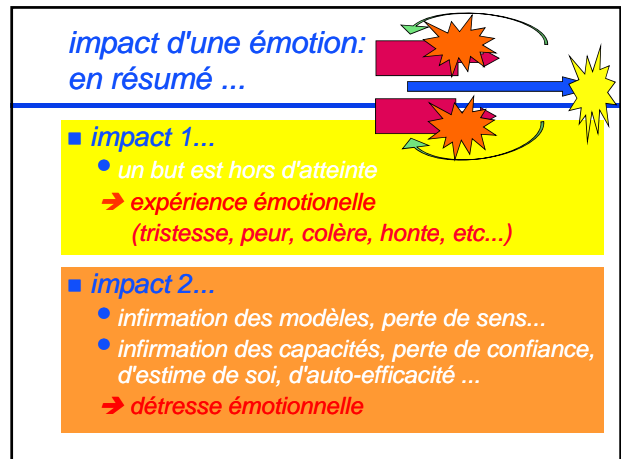 impact d'une émotion:
en résumé ...
impact 1...
un but est hors d'atteinte
➔ expérience émotionelle
(tristesse, peur, colère, honte, etc...)
impact 2...
infirmation des modèles, perte de sens...
infirmation des capacités, perte de confiance,
d'estime de soi, d'auto-efficacité ...
➔ détresse émotionnelle